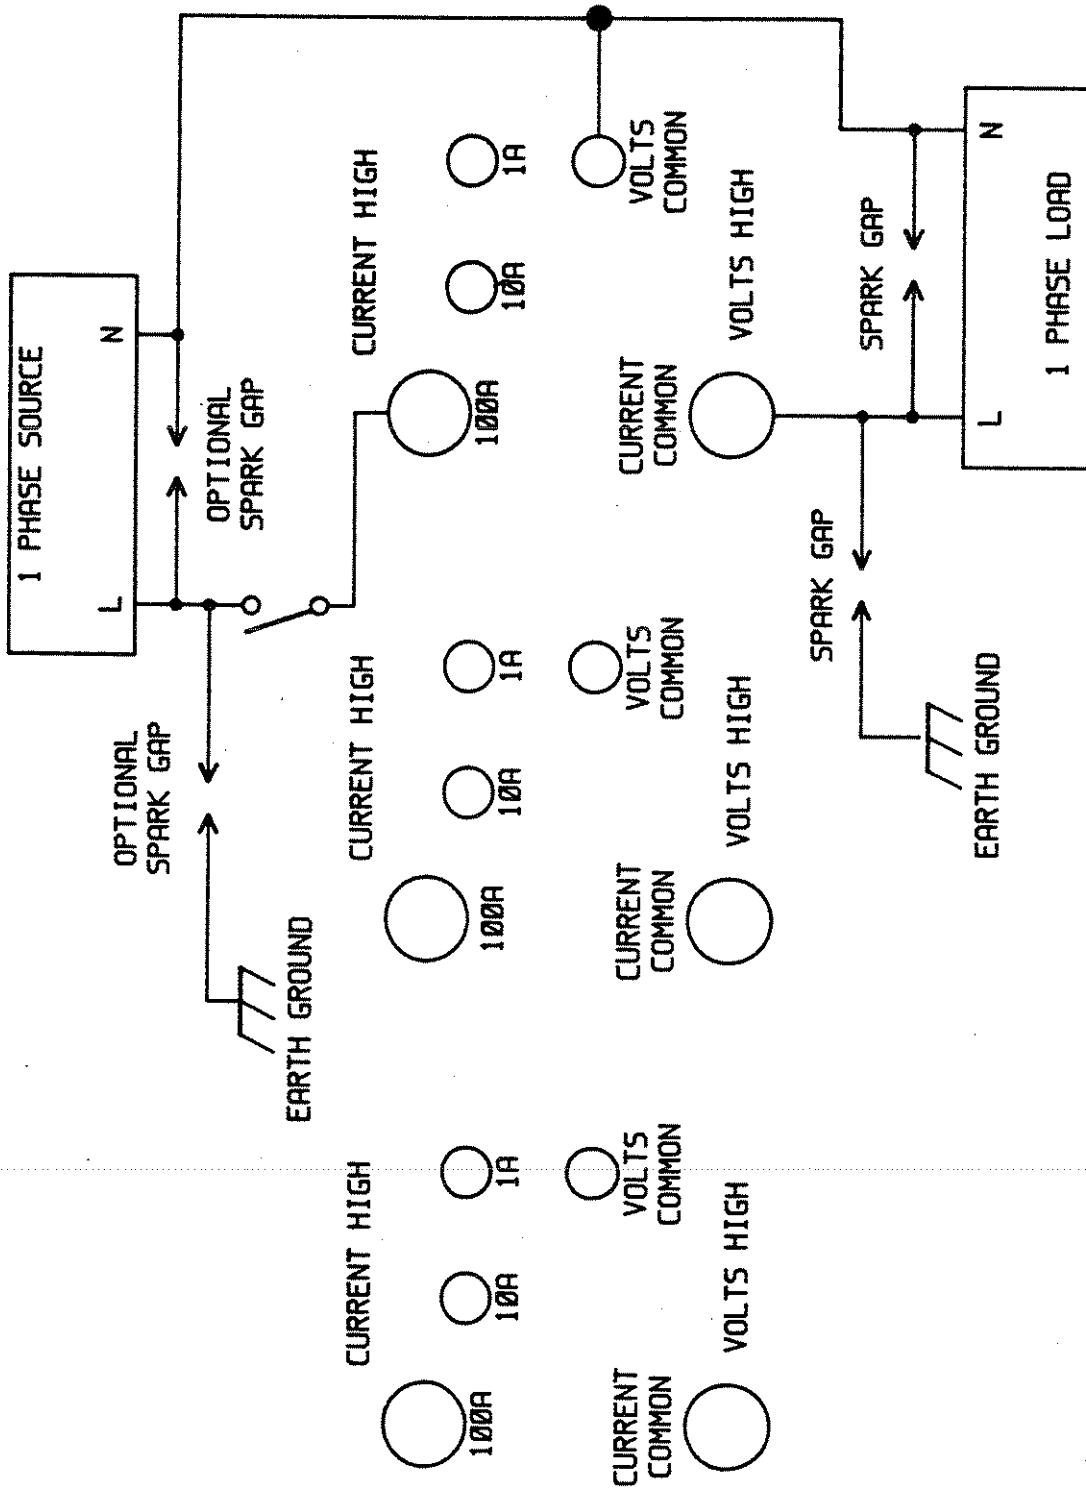 1 PHASE SOURCE
L
N
OPTIONAL
SPARK GAP
OPTIONAL
SPARK GAP
EARTH GROUND
CURRENT HIGH
CURRENT HIGH
CURRENT HIGH
100A
10A
1A
100A
10A
1A
100A
10A
1A
CURRENT
COMMON
VOLTS
COMMON
CURRENT
COMMON
VOLTS
COMMON
CURRENT
COMMON
VOLTS
COMMON
VOLTS HIGH
VOLTS HIGH
VOLTS HIGH
SPARK GAP
SPARK GAP
EARTH GROUND
L
N
1 PHASE LOAD